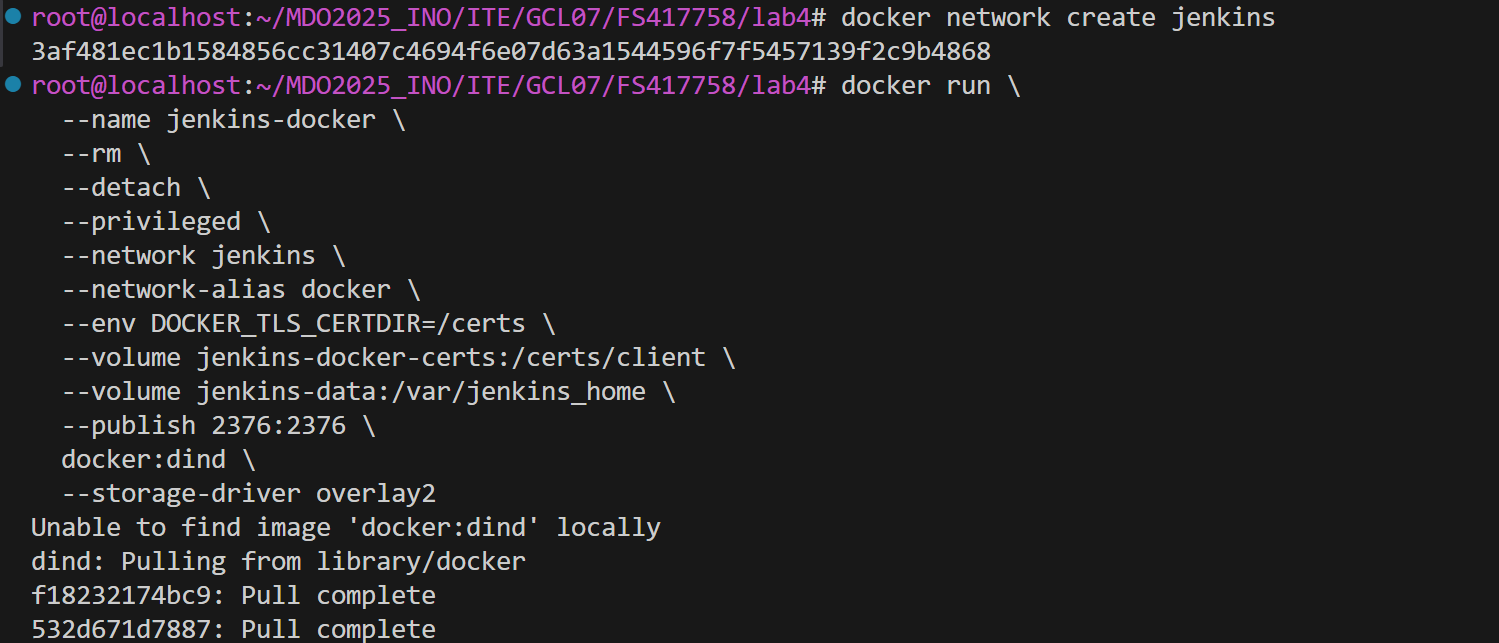 root@localhost:~/MDO2025_INO/ITE/GCL07/FS417758/lab4# docker network create jenkins
3af481ec1b1584856cc31407c4694f6e07d63a1544596f7f5457139f2c9b4868
root@localhost:~/MDO2025_INO/ITE/GCL07/FS417758/lab4# docker run \
  --name jenkins-docker \
  --rm \
  --detach \
  --privileged \
  --network jenkins \
  --network-alias docker \
  --env DOCKER_TLS_CERTDIR=/certs \
  --volume jenkins-docker-certs:/certs/client \
  --volume jenkins-data:/var/jenkins_home \
  --publish 2376:2376 \
  docker:dind \
  --storage-driver overlay2
Unable to find image 'docker:dind' locally
dind: Pulling from library/docker
f18232174bc9: Pull complete
532d671d7887: Pull complete